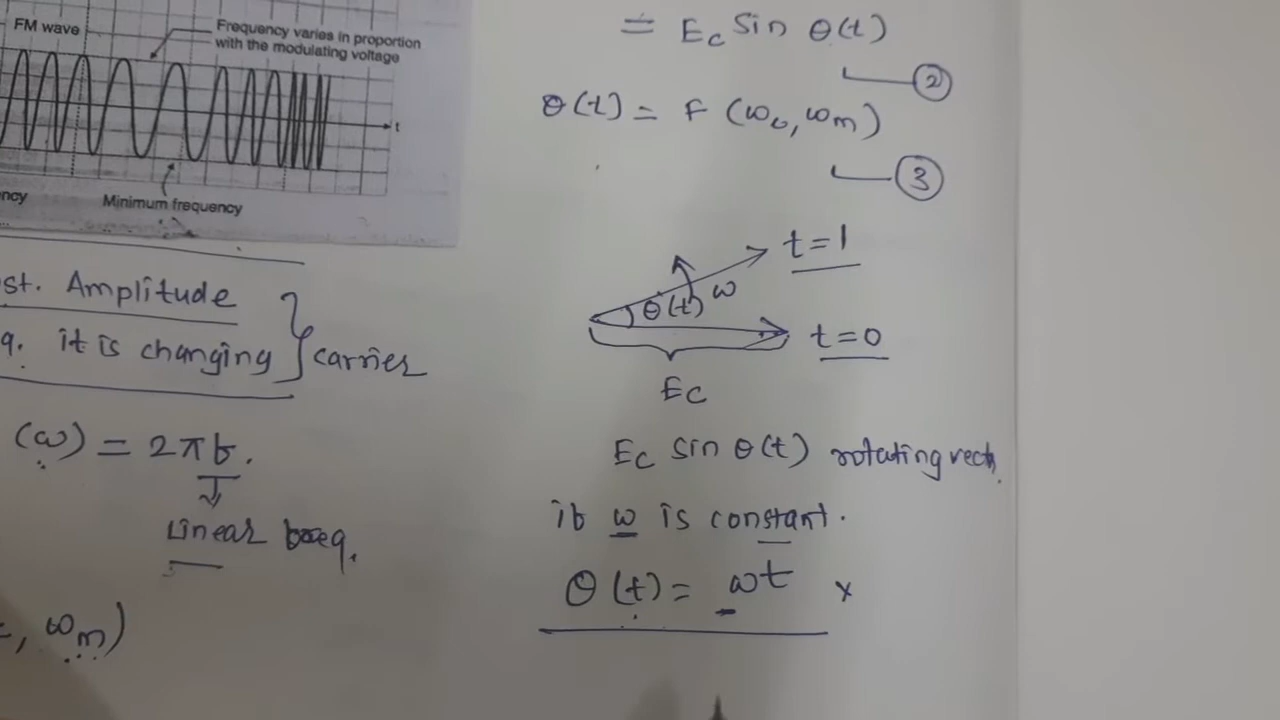 FM wave
Frequency varies in proportion
with the modulating voltage
t
Minimum frequency
ncy
st. Amplitude
q. it is changing } carrier
(ω) = 2πf.
Linear freq.
, ωm)
= Ec Sin θ(t)
②
θ(t) = F (ωc, ωm)
③
t=1
θ(t) ω
t=0
Ec
Ec sin θ(t) rotating vect
if ω is constant.
θ(t) = ωt ×